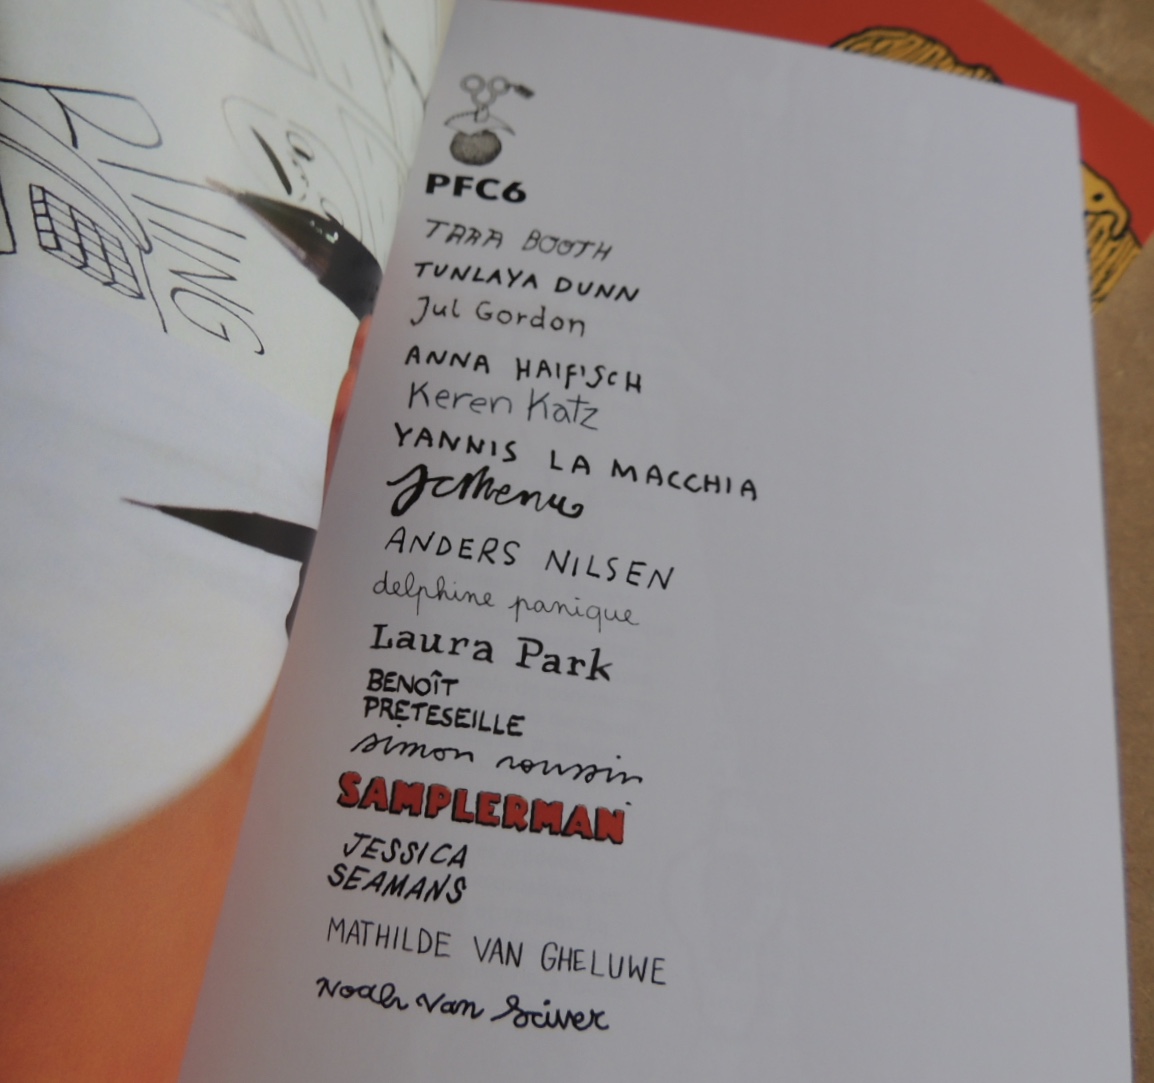 PILING
PFC6
TARA BOOTH
TUNLAYA DUNN
Jul Gordon
ANNA HAIFISCH
Keren Katz
YANNIS LA MACCHIA
JcMenu
ANDERS NILSEN
delphine panique
Laura Park
BENOÎT
PRETESEILLE
simon roussin
SAMPLERMAN
JESSICA
SEAMANS
MATHILDE VAN GHELUWE
Noah Van Sciver